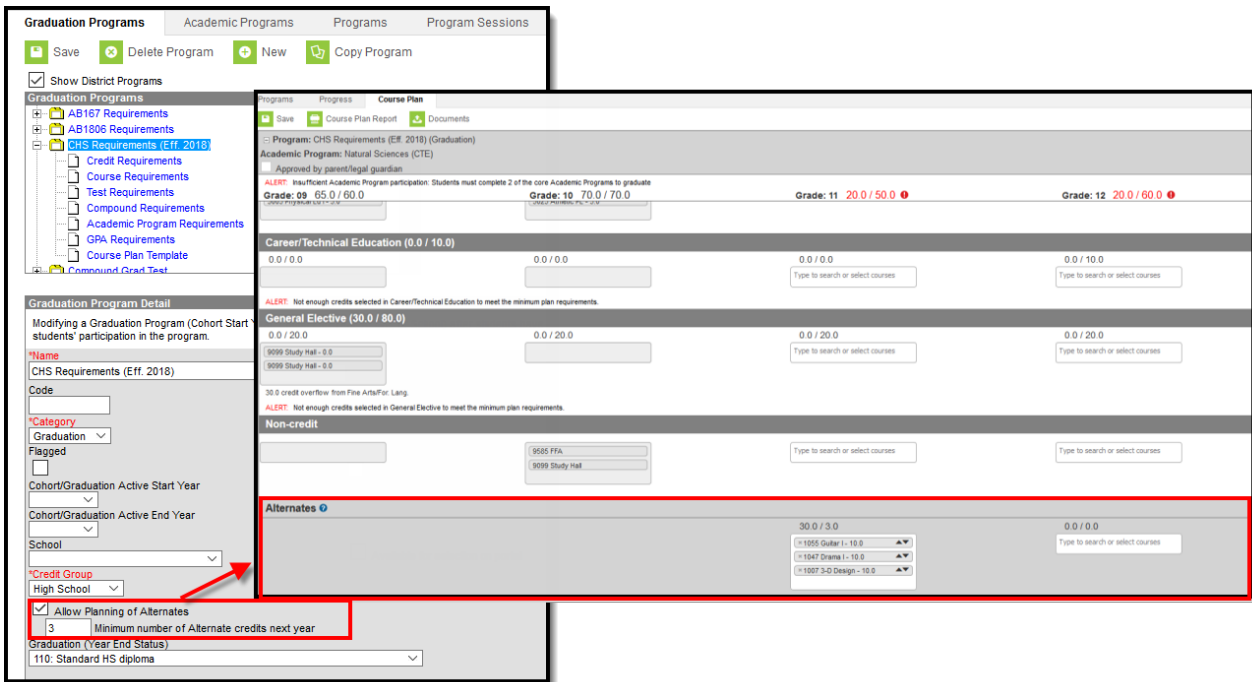 Graduation Programs Academic Programs Programs Program Sessions
Save Delete Program New Copy Program
Show District Programs
Graduation Programs
AB167 Requirements
AB1806 Requirements
CHS Requirements (Eff. 2018)
Credit Requirements
Course Requirements
Test Requirements
Compound Requirements
Academic Program Requirements
GPA Requirements
Course Plan Template
Compound Grad Test
Graduation Program Detail
Modifying a Graduation Program (Cohort Start
students' participation in the program.
*Name
CHS Requirements (Eff. 2018)
Code
*Category
Graduation
Flagged
Cohort/Graduation Active Start Year
Cohort/Graduation Active End Year
School
*Credit Group
High School
Allow Planning of Alternates
3 Minimum number of Alternate credits next year
Graduation (Year End Status)
110: Standard HS diploma
Programs Progress Course Plan
Save Course Plan Report Documents
Program: CHS Requirements (Eff. 2018) (Graduation)
Academic Program: Natural Sciences (CTE)
Approved by parent/legal guardian
ALERT: Insufficient Academic Program participation: Students must complete 2 of the core Academic Programs to graduate
Grade: 09 65.0 / 60.0 Grade: 10 70.0 / 70.0 Grade: 11 20.0 / 50.0 Grade: 12 20.0 / 60.0
Career/Technical Education (0.0 / 10.0)
0.0 / 0.0 0.0 / 0.0 0.0 / 0.0 0.0 / 10.0
Type to search or select courses Type to search or select courses
ALERT: Not enough credits selected in Career/Technical Education to meet the minimum plan requirements.
General Elective (30.0 / 80.0)
0.0 / 20.0 0.0 / 20.0 0.0 / 20.0 0.0 / 20.0
9099 Study Hall - 0.0 Type to search or select courses Type to search or select courses
9099 Study Hall - 0.0
30.0 credit overflow from Fine Arts/For. Lang.
ALERT: Not enough credits selected in General Elective to meet the minimum plan requirements.
Non-credit
9585 FFA Type to search or select courses Type to search or select courses
9099 Study Hall
Alternates
30.0 / 3.0 0.0 / 0.0
1055 Guitar I - 10.0 Type to search or select courses
1047 Drama I - 10.0
1007 3-D Design - 10.0